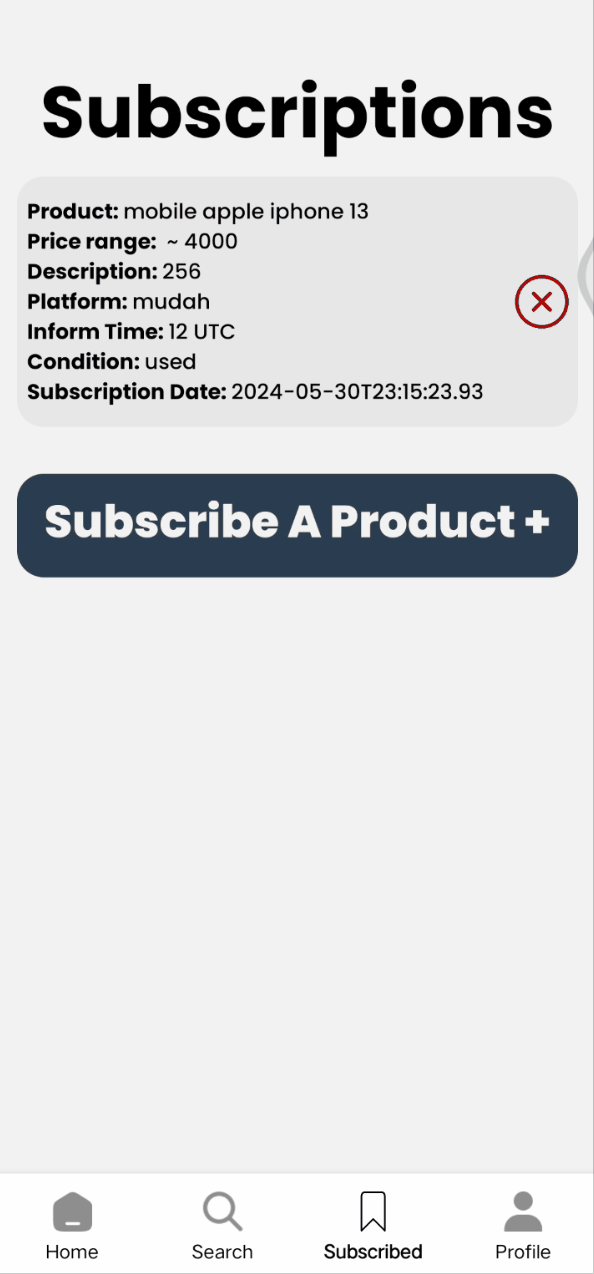 Subscriptions
Product: mobile apple iphone 13
Price range:  ~ 4000
Description: 256
Platform: mudah
Inform Time: 12 UTC
Condition: used
Subscription Date: 2024-05-30T23:15:23.93
Subscribe A Product +
Home
Search
Subscribed
Profile